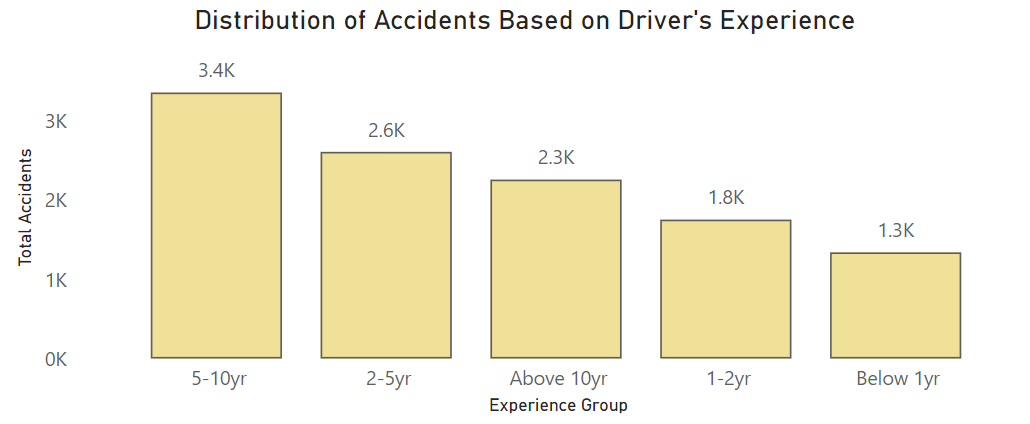 Distribution of Accidents Based on Driver's Experience
Total Accidents
3K
2K
1K
0K
3.4K
2.6K
2.3K
1.8K
1.3K
5-10yr
2-5yr
Above 10yr
1-2yr
Below 1yr
Experience Group